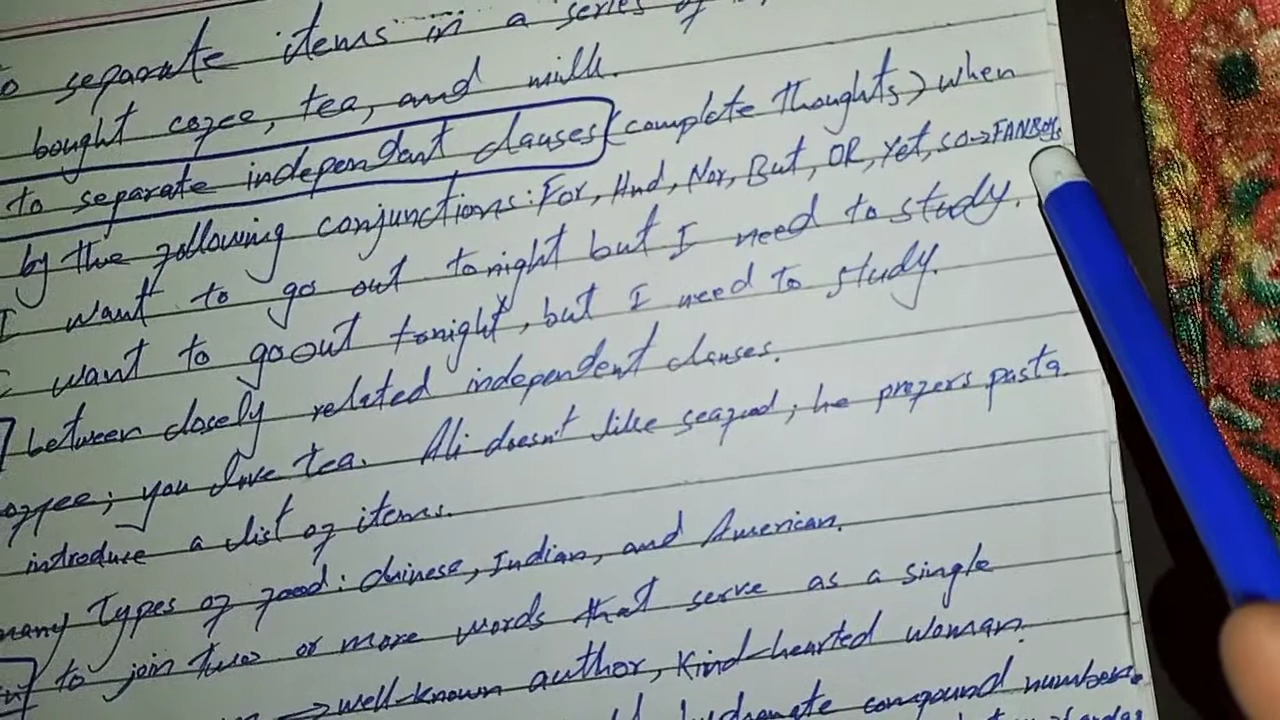 to separate items in a series of
bought coffee, tea, and milk.
to separate independent clauses (complete thoughts) when
by the following conjunctions: For, And, Nor, But, OR, Yet, so → FANBOYS
I want to go out tonight but I need to study.
I want to go out tonight, but I need to study.
between closely related independent clauses.
coffee; you love tea. Ali doesn't like seafood; he prefers pasta.
introduce a list of items.
many Types of food: Chinese, Indian, and American.
to join two or more words that serve as a single
→ well-known author, Kind-hearted woman.
compound numbers.